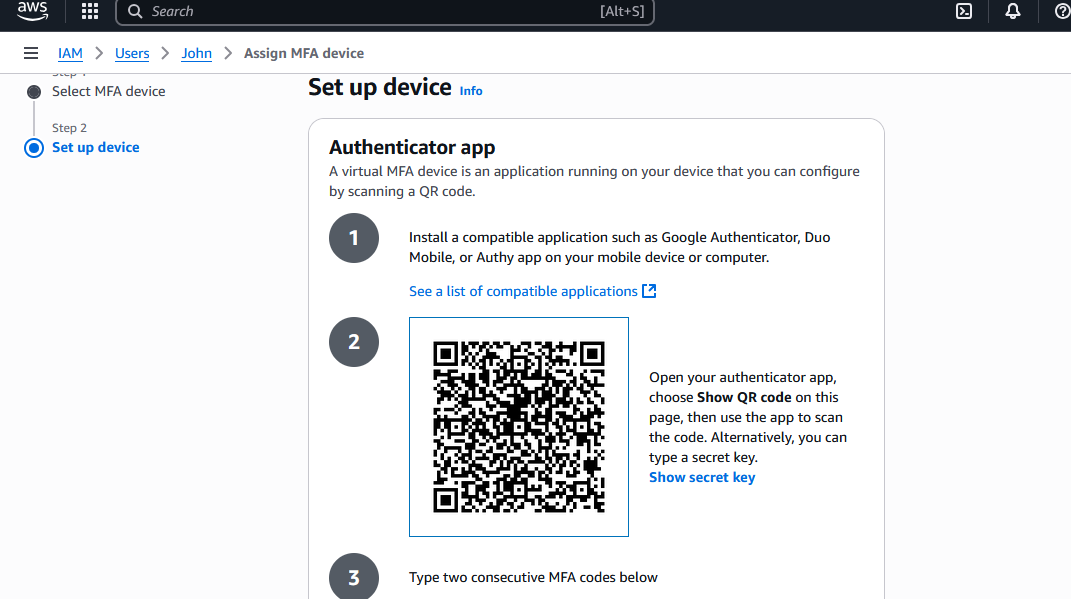 aws
Search
[Alt+S]
IAM
Users
John
Assign MFA device
Select MFA device
Step 2
Set up device
Set up device
Info
Authenticator app
A virtual MFA device is an application running on your device that you can configure
by scanning a QR code.
1
Install a compatible application such as Google Authenticator, Duo
Mobile, or Authy app on your mobile device or computer.
See a list of compatible applications
2
Open your authenticator app,
choose Show QR code on this
page, then use the app to scan
the code. Alternatively, you can
type a secret key.
Show secret key
3
Type two consecutive MFA codes below